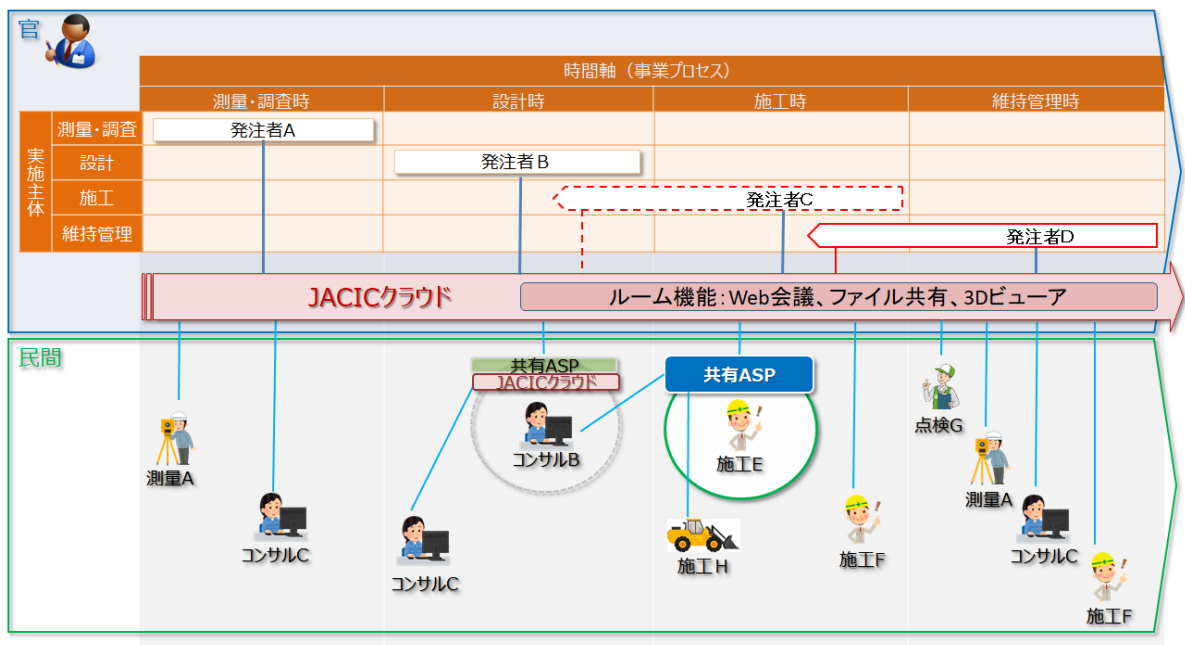 官
時間軸（事業プロセス）
測量・調査時
設計時
施工時
維持管理時
実施主体
測量・調査
発注者A
設計
発注者B
施工
発注者C
維持管理
発注者D
JACICクラウド
ルーム機能：Web会議、ファイル共有、3Dビューア
民間
共有ASP
JACICクラウド
共有ASP
コンサルB
施工E
点検G
測量A
測量A
コンサルC
コンサルC
施工H
施工F
コンサルC
施工F